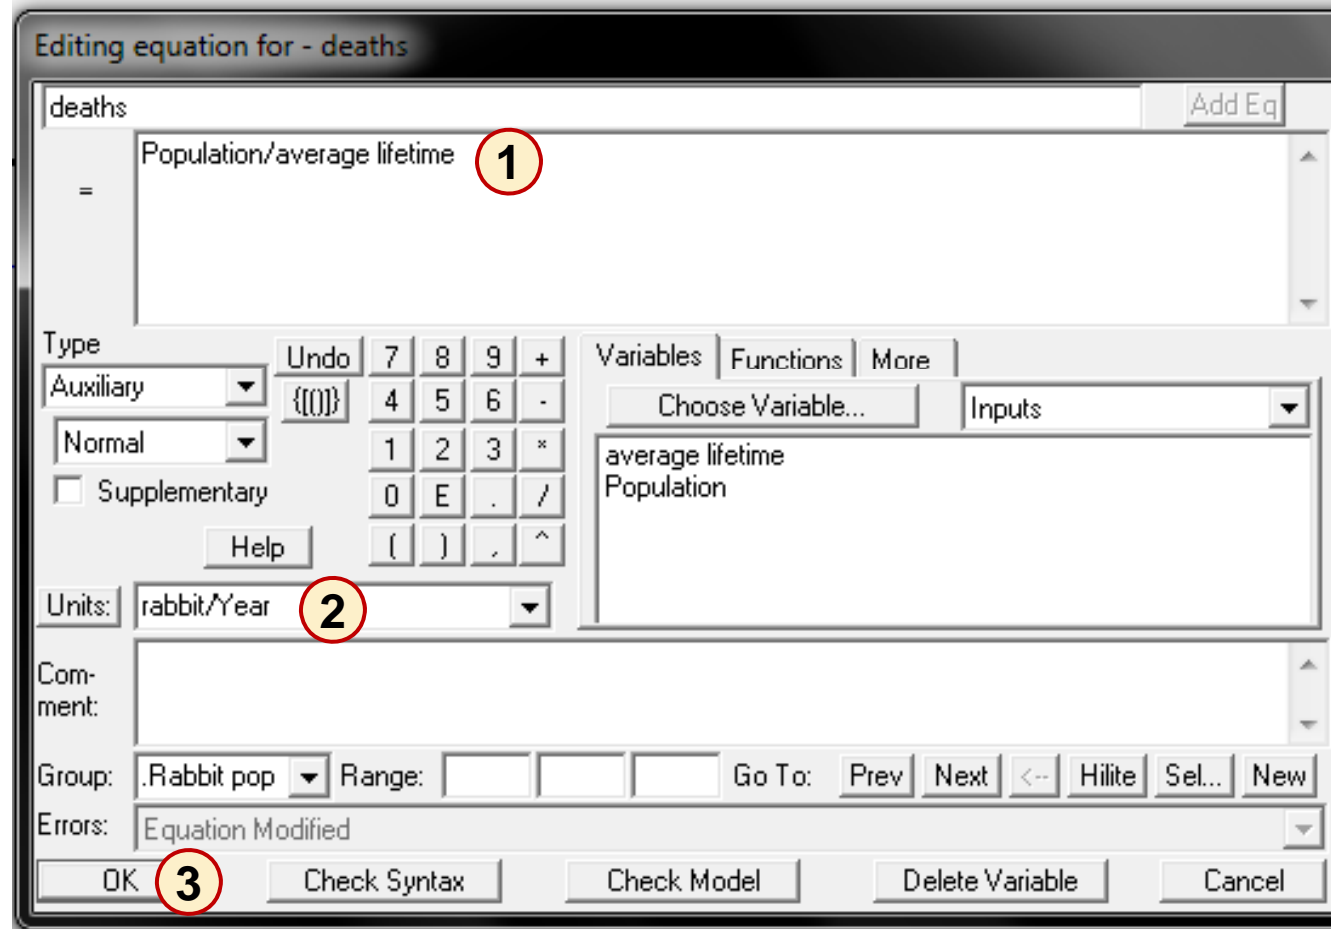 Editing equation for - deaths
deaths
Add Eq
=
Population/average lifetime
1
Type
Auxiliary
Normal
Supplementary
Help
Undo 7 8 9 +
{[()]} 4 5 6 -
1 2 3 *
0 E . /
( ) , ^
Variables Functions More
Choose Variable... Inputs
average lifetime
Population
Units: rabbit/Year 2
Com-
ment:
Group: .Rabbit pop Range: Go To: Prev Next <-- Hilite Sel... New
Errors: Equation Modified
OK 3 Check Syntax Check Model Delete Variable Cancel